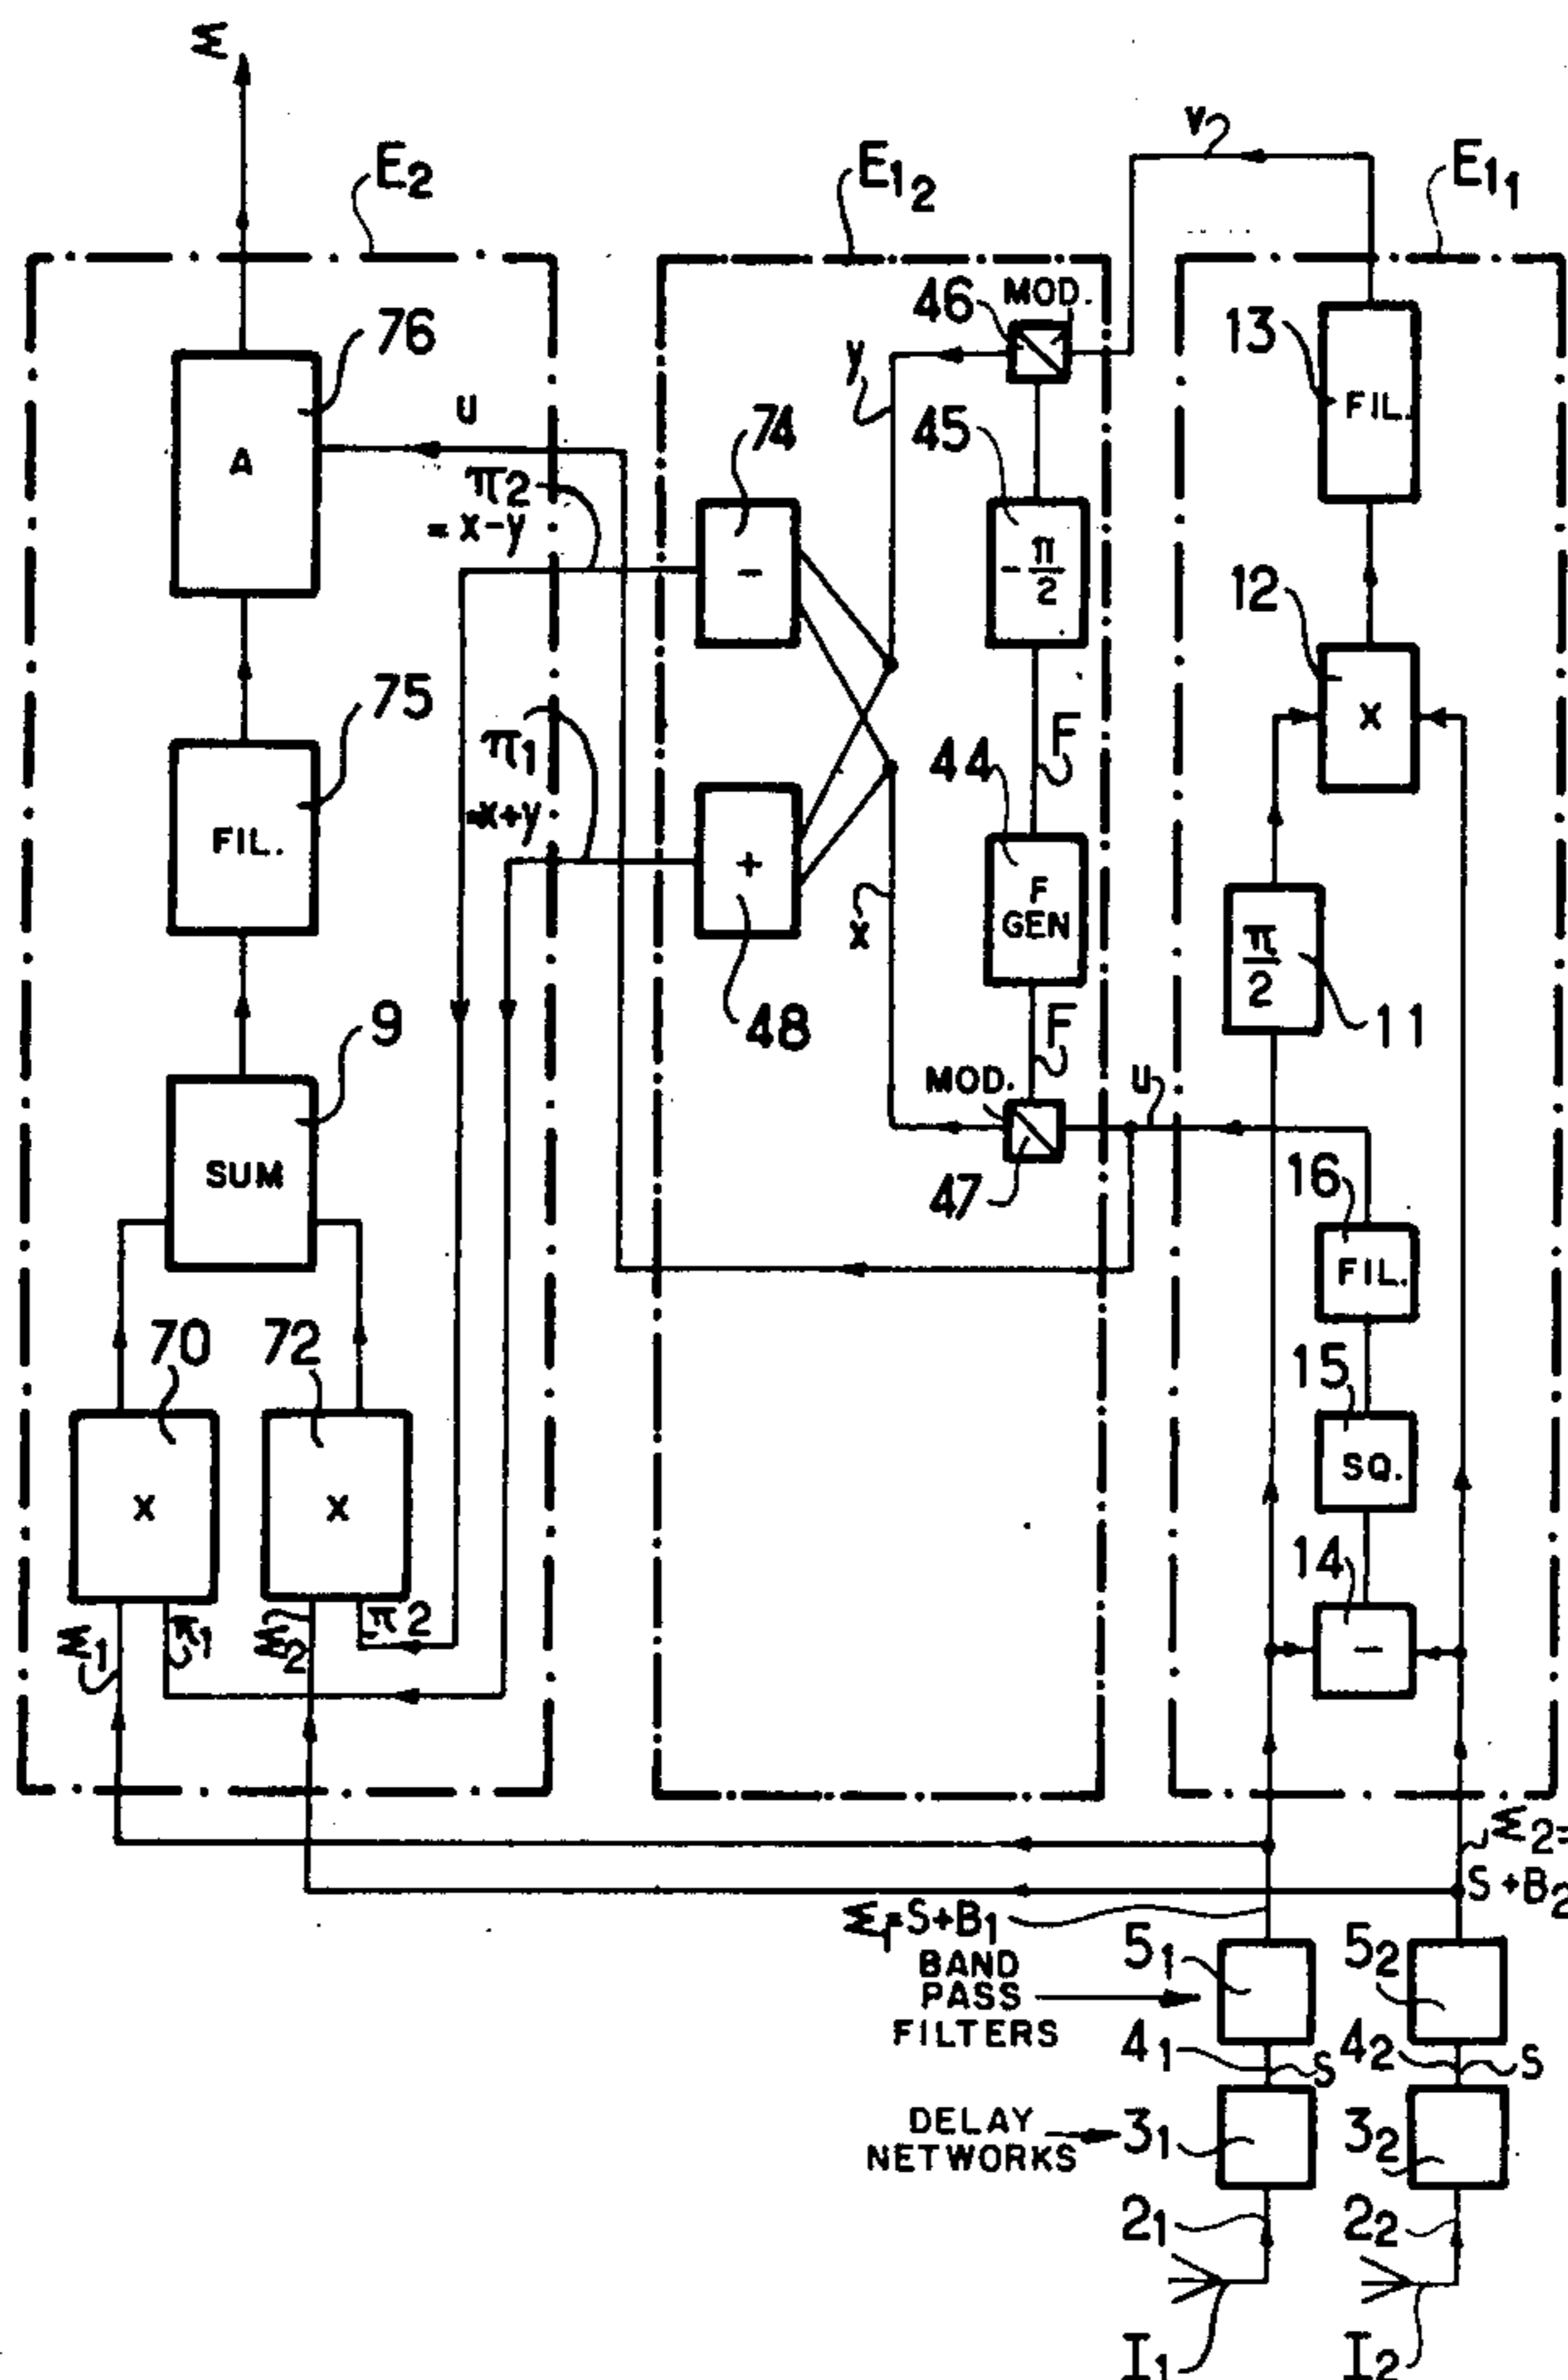 Σ
E₂
E₁₂
E₁₁
V
76
A
U
46
MOD.
13
FIL.
y
π₂
= x-y
74
-
45
-π/2
12
X
75
FIL.
π₁
=x+y
48
+
x
44
F
F
GEN
F
π/2
11
9
SUM
MOD.
47
U
16
FIL.
15
SQ.
14
-
70
X
72
X
Σ₁
π₁
Σ₂
π2
Σ₂=
S+B₂
Σ₁=S+B₁
BAND
PASS
FILTERS
5₁
5₂
4₁
S
4₂
S
DELAY
NETWORKS
3₁
3₂
2₁
2₂
I₁
I₂